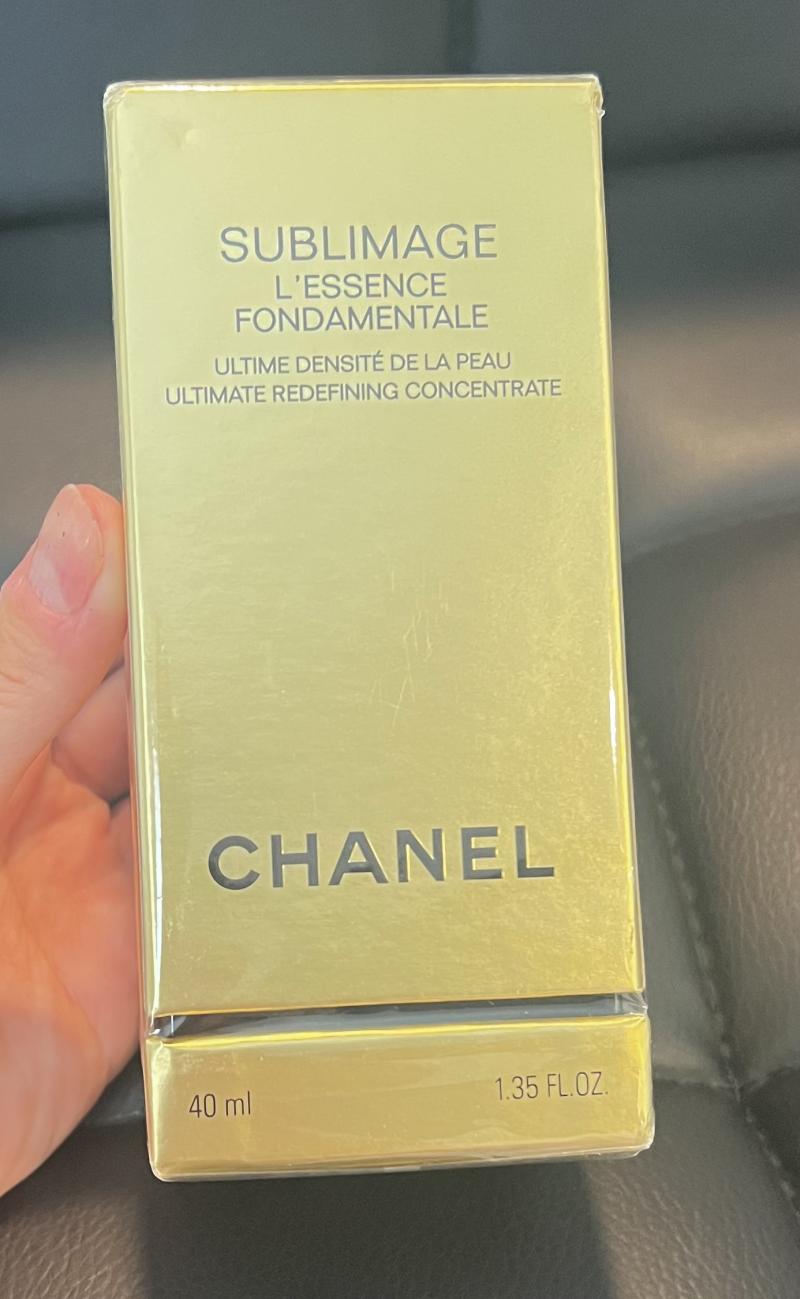 SUBLIMAGE
L'ESSENCE
FONDAMENTALE
ULTIME DENSITÉ DE LA PEAU
ULTIMATE REDEFINING CONCENTRATE
CHANEL
40 ml 1.35 FL.OZ.